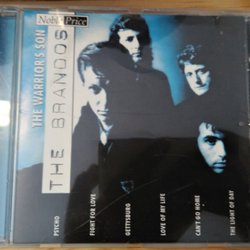 Noble Price
THE WARRIOR'S SON
THE BRANDOS
PSYCHO
FIGHT FOR LOVE
GETTYSBURG
LOVE OF MY LIFE
CAN'T GO HOME
THE LIGHT OF DAY